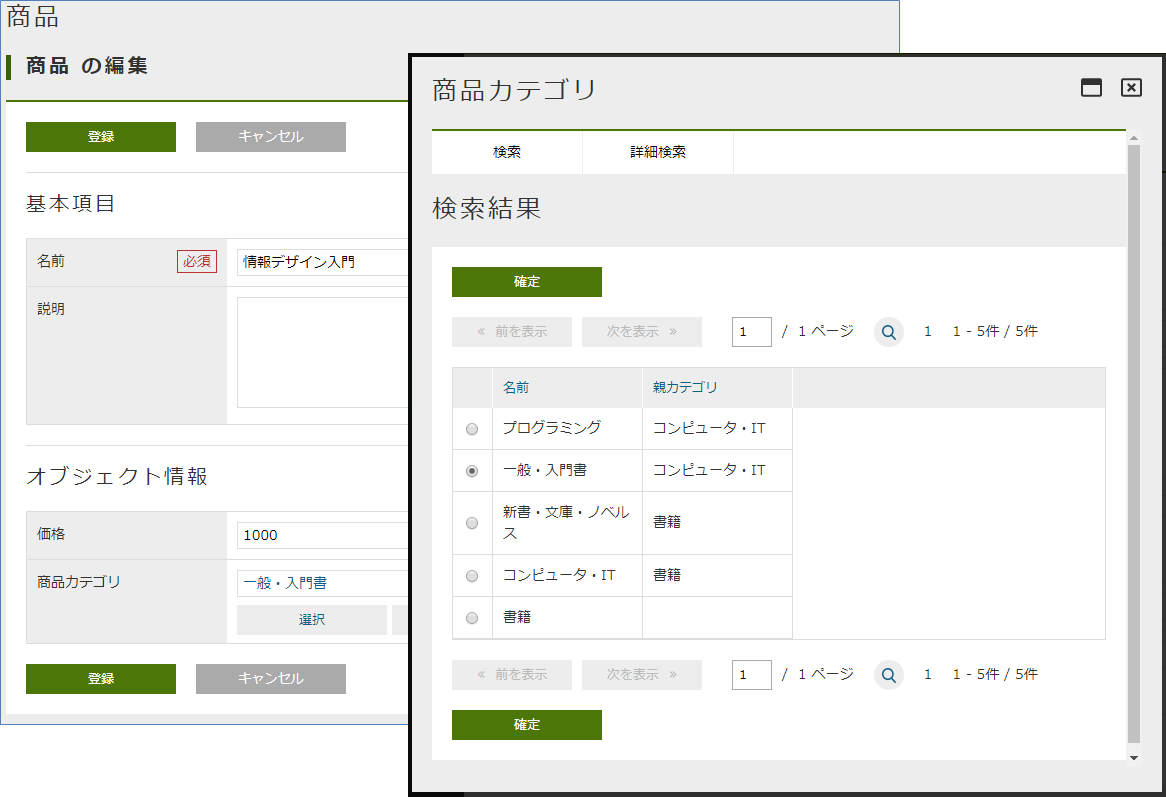 商品
商品 の編集
登録 キャンセル
基本項目
名前 必須 情報デザイン入門
説明
オブジェクト情報
価格 1000
商品カテゴリ 一般・入門書
選択
登録 キャンセル
商品カテゴリ
検索 詳細検索
検索結果
確定
« 前を表示 次を表示 » 1 / 1 ページ 1 1 - 5件 / 5件
名前 親カテゴリ
プログラミング コンピュータ・IT
一般・入門書 コンピュータ・IT
新書・文庫・ノベル
ス 書籍
コンピュータ・IT 書籍
書籍
« 前を表示 次を表示 » 1 / 1 ページ 1 1 - 5件 / 5件
確定